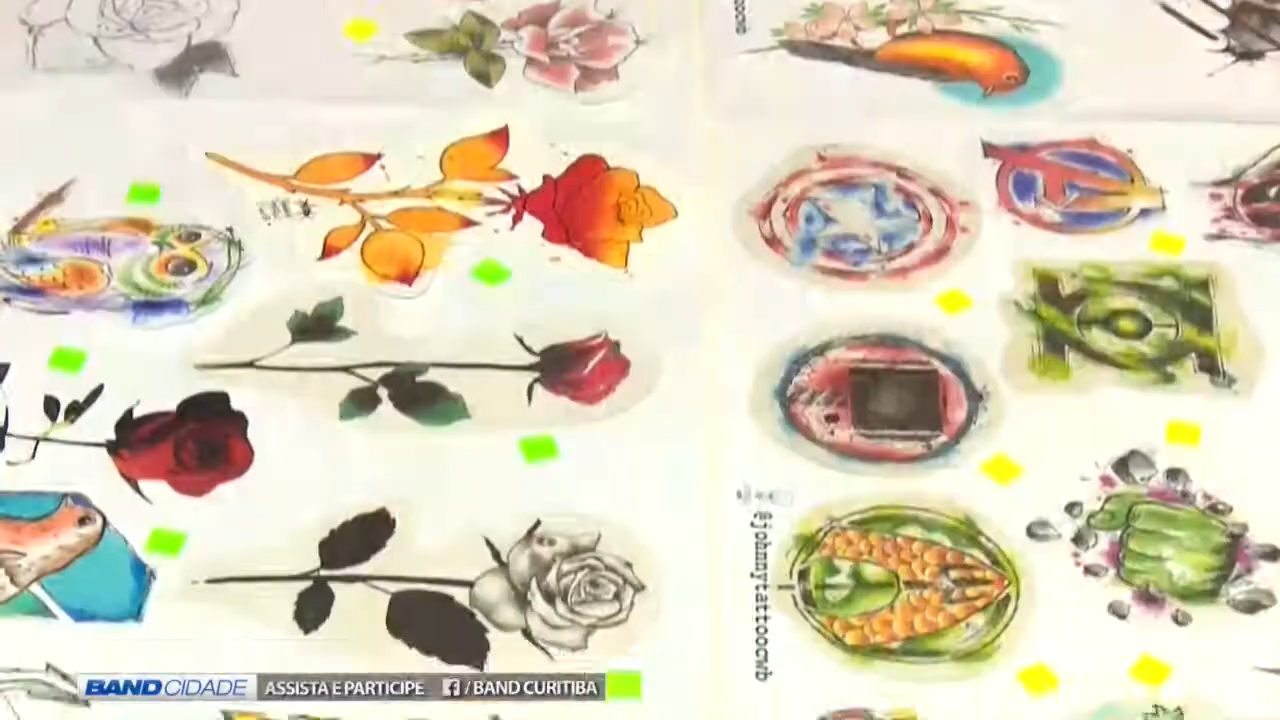 @johnnytattoocwb
BAND CIDADE ASSISTA E PARTICIPE f / BAND CURITIBA